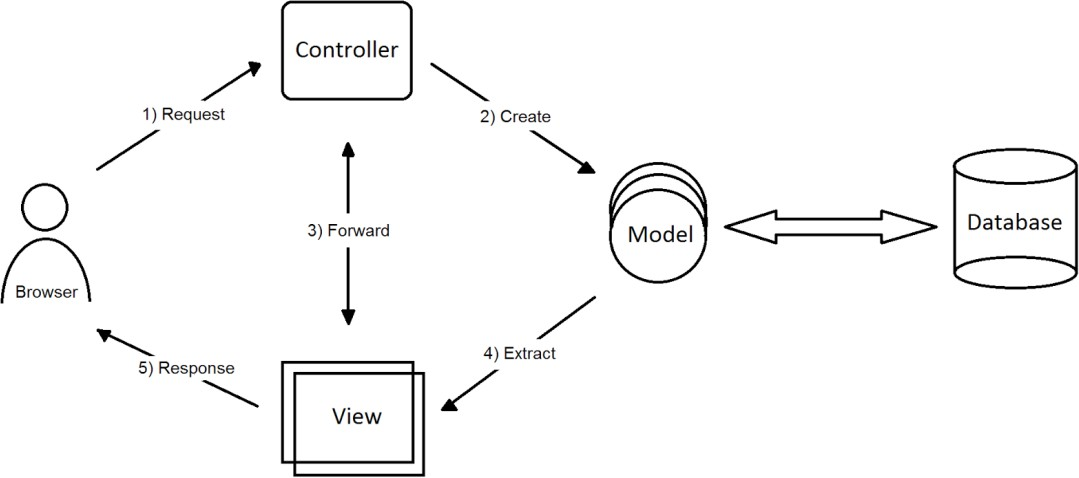 Controller
1) Request
2) Create
3) Forward
Model
Database
Browser
4) Extract
5) Response
View